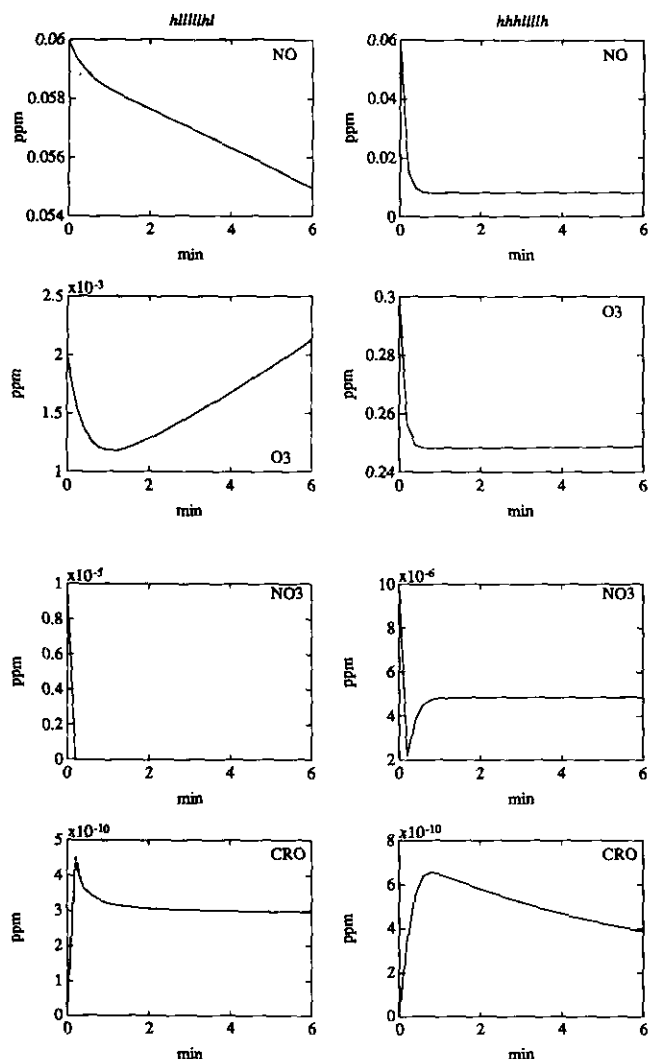 hlllllhl
0.06
NO
0.058
ppm
0.056
0.054
0
2
4
6
min
hhhllllh
0.06
NO
0.04
ppm
0.02
0
0
2
4
6
min
x10-3
2.5
2
ppm
1.5
O3
1
0
2
4
6
min
0.3
O3
0.28
ppm
0.26
0.24
0
2
4
6
min
x10-5
1
NO3
0.8
0.6
ppm
0.4
0.2
0
0
2
4
6
min
x10-6
10
NO3
8
ppm
6
4
2
0
2
4
6
min
x10-10
5
CRO
4
3
ppm
2
1
0
0
2
4
6
min
x10-10
8
CRO
6
ppm
4
2
0
0
2
4
6
min